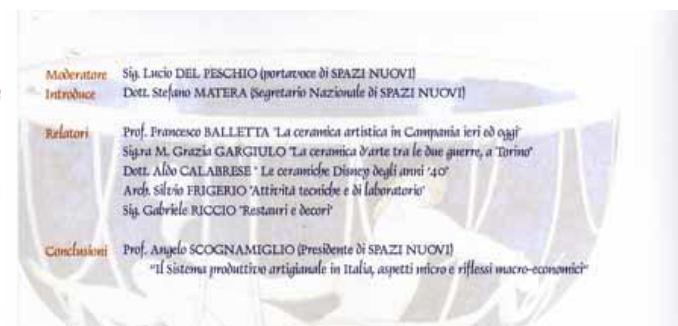 Moderatore Sig. Lucio DEL PESCHIO (portavoce di SPAZI NUOVI)
Introduce Dott. Stefano MATERA (Segretario Nazionale di SPAZI NUOVI)
Relatori Prof. Francesco BALLETTA "La ceramica artistica in Campania ieri ed oggi"
Sig.ra M. Grazia GARGIULO "La ceramica d'arte tra le due guerre, a Torino"
Dott. Aldo CALABRESE " Le ceramiche Disney degli anni '40"
Arch. Silvio FRIGERIO "Attività tecniche e di laboratorio"
Sig. Gabriele RICCIO "Restauri e decori"
Conclusioni Prof. Angelo SCOGNAMIGLIO (Presidente di SPAZI NUOVI)
"Il Sistema produttivo artigianale in Italia, aspetti micro e riflessi macro-economici"